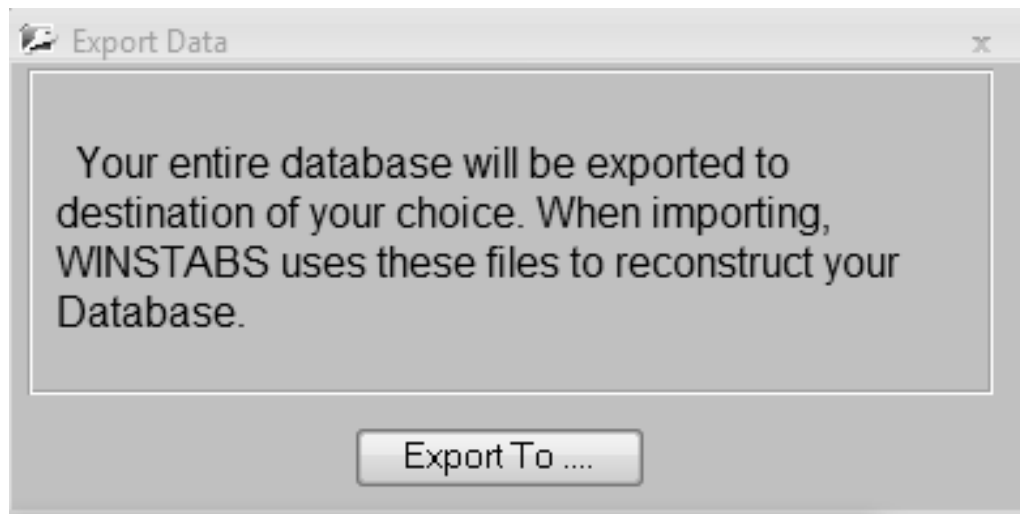 Export Data
x
Your entire database will be exported to
destination of your choice. When importing,
WINSTABS uses these files to reconstruct your
Database.
Export To ....